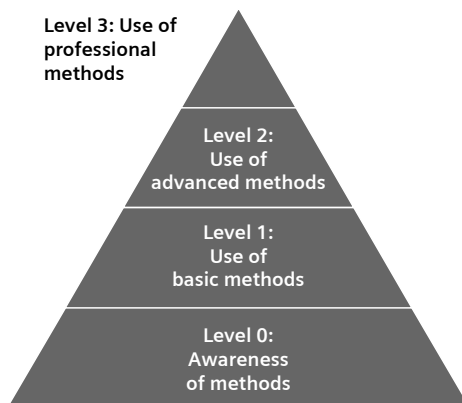 Level 3: Use of
professional
methods
Level 2:
Use of
advanced methods
Level 1:
Use of
basic methods
Level 0:
Awareness
of methods